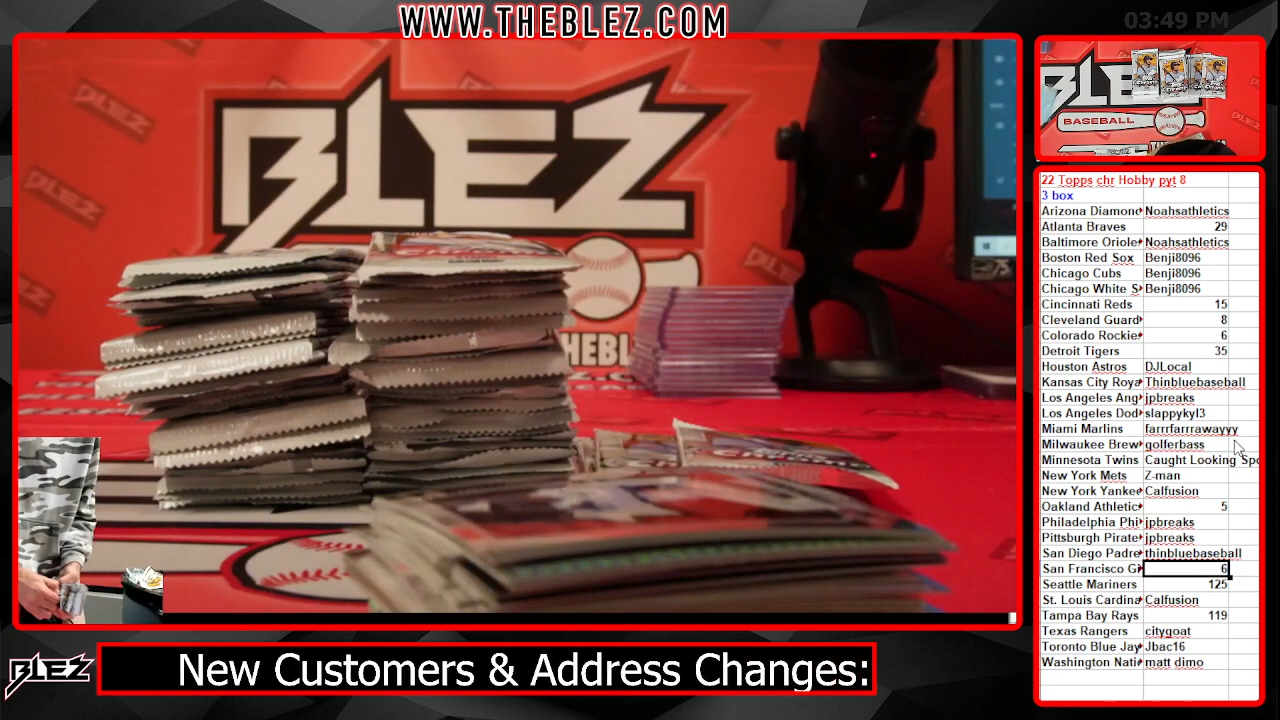 WWW.THEBLEZ.COM
03:49 PM
BLEZ
BLEZ
BASEBALL
22 Topps chr Hobby pyt 8
3 box
Arizona Diamond Noahsathletics
Atlanta Braves 29
Baltimore Oriole Noahsathletics
Boston Red Sox Benji8096
Chicago Cubs Benji8096
Chicago White S Benji8096
Cincinnati Reds 15
Cleveland Guard 8
Colorado Rockie 6
Detroit Tigers 35
Houston Astros DJLocal
Kansas City Roya Thinbluebaseball
Los Angeles Ang jpbreaks
Los Angeles Dod slappykyl3
Miami Marlins farrrfarrrawayyy
Milwaukee Brew golferbass
Minnesota Twins Caught Looking Spo
New York Mets Z-man
New York Yankee Calfusion
Oakland Athletic 5
Philadelphia Phi jpbreaks
Pittsburgh Pirate jpbreaks
San Diego Padre thinbluebaseball
San Francisco Gi 6
Seattle Mariners 125
St. Louis Cardina Calfusion
Tampa Bay Rays 119
Texas Rangers citygoat
Toronto Blue Jay Jbac16
Washington Nati matt dimo
BLEZ
New Customers & Address Changes: